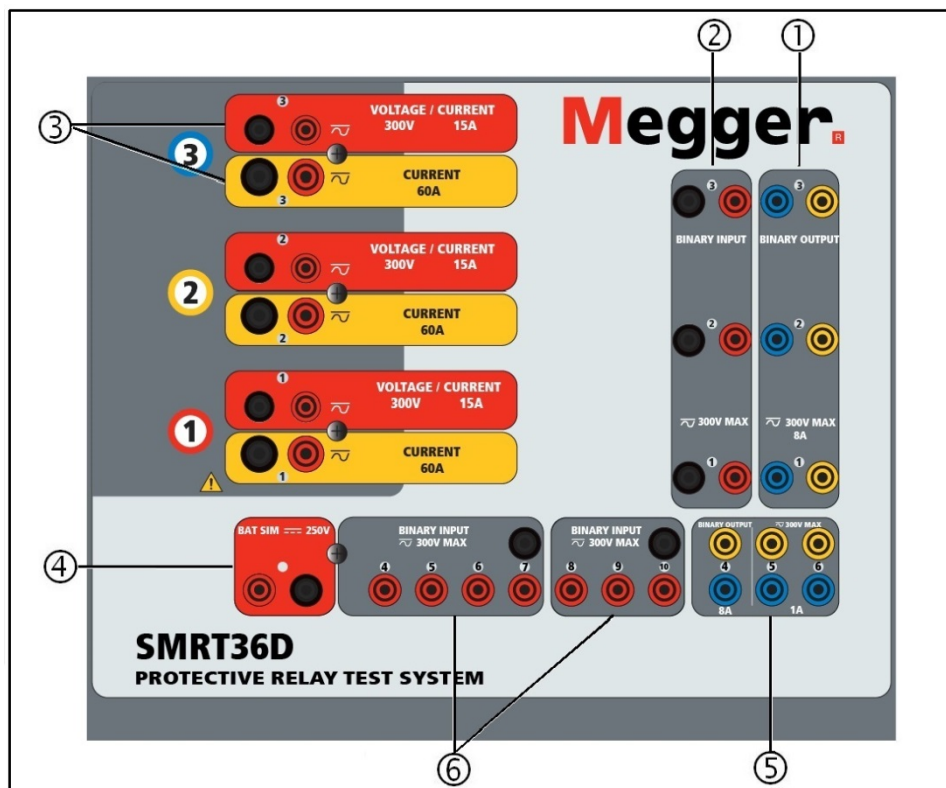 ② ①
Megger®
③
3
3
VOLTAGE / CURRENT
300V 15A
CURRENT
60A
3
2
2
VOLTAGE / CURRENT
300V 15A
CURRENT
60A
2
1
1
VOLTAGE / CURRENT
300V 15A
CURRENT
60A
1
3
BINARY INPUT
2
300V MAX
1
3
BINARY OUTPUT
2
300V MAX
8A
1
④
BAT SIM 250V
BINARY INPUT
300V MAX
4 5 6 7
BINARY INPUT
300V MAX
8 9 10
BINARY OUTPUT 300V MAX
4 5 6
8A 1A
SMRT36D
PROTECTIVE RELAY TEST SYSTEM
⑥ ⑤